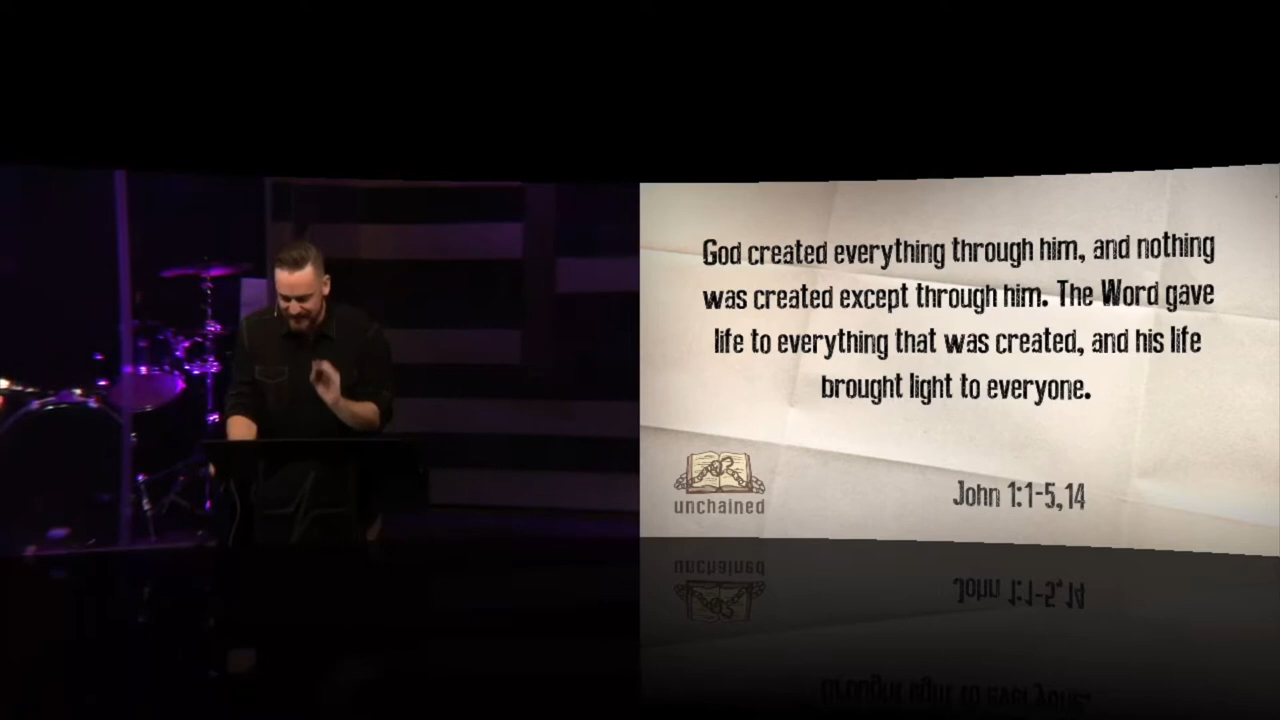 God created everything through him, and nothing
was created except through him. The Word gave
life to everything that was created, and his life
brought light to everyone.
unchained
John 1:1-5,14